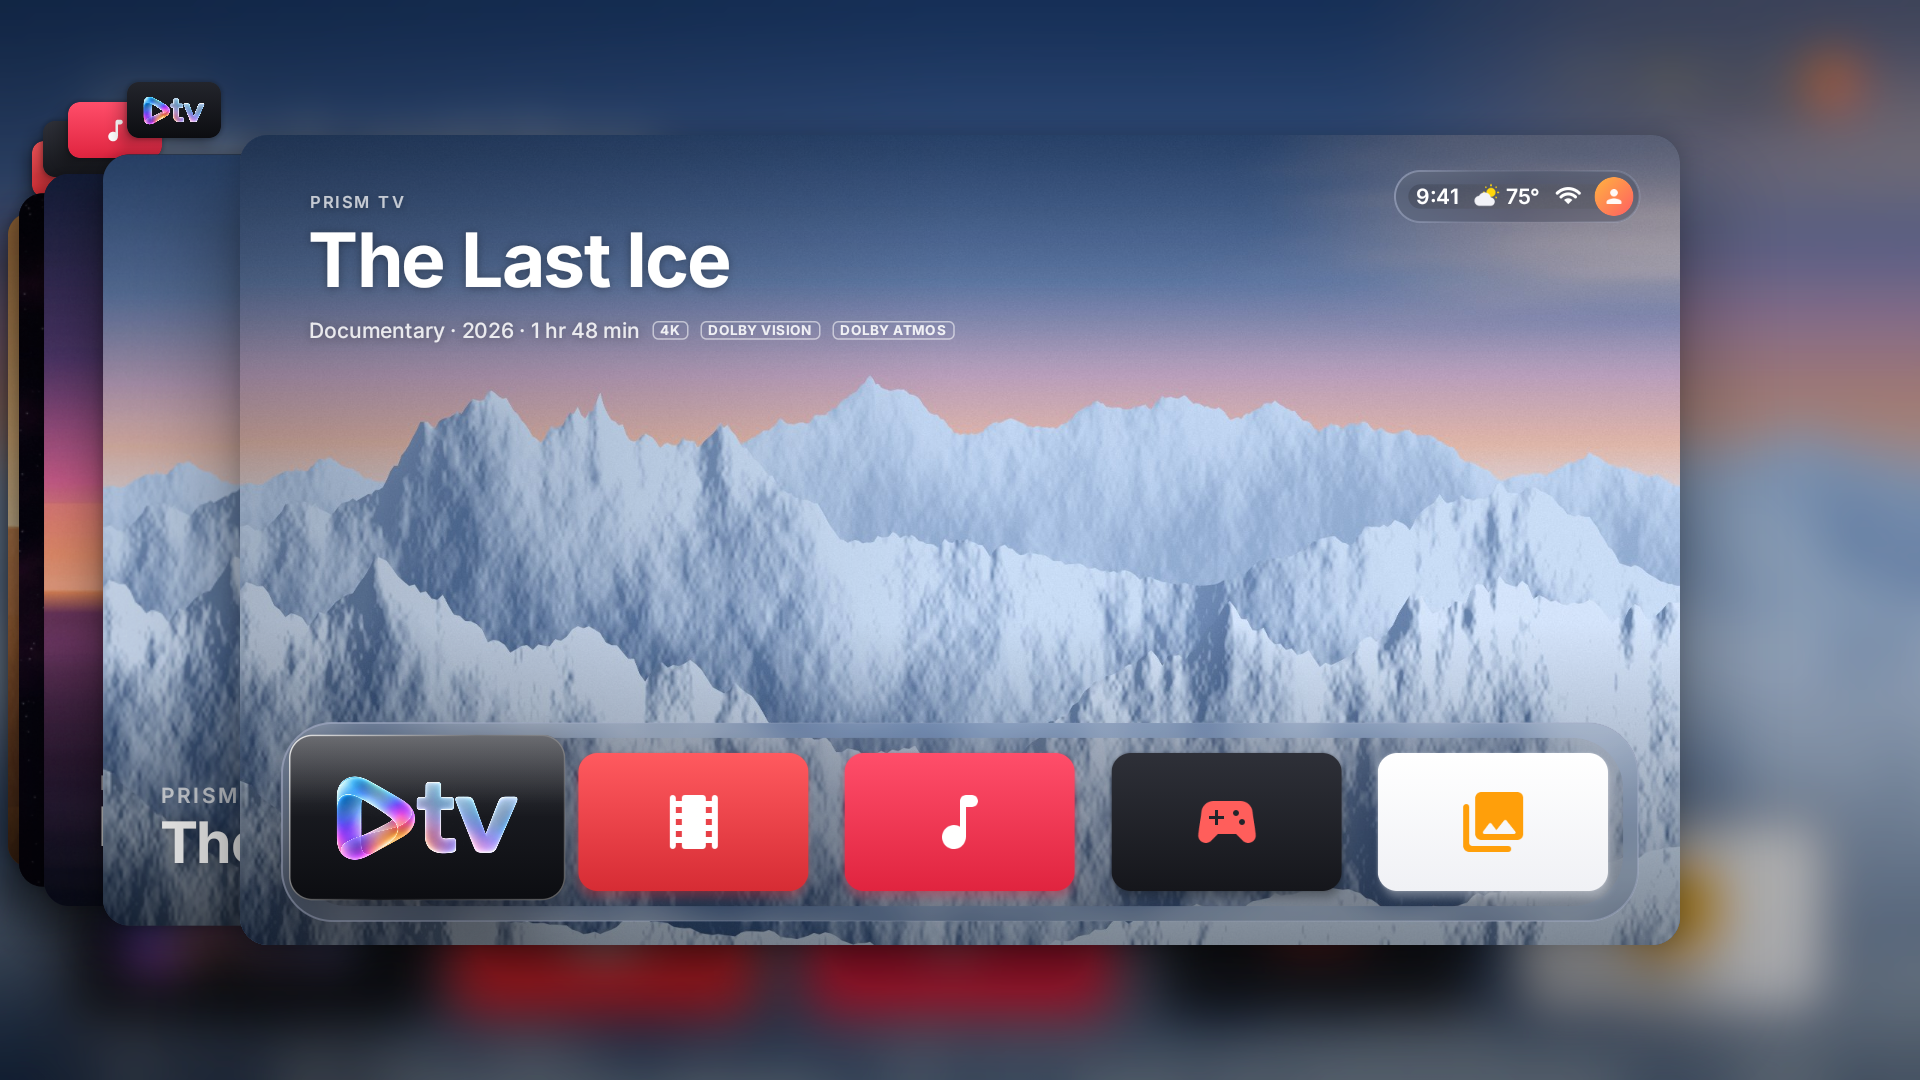 tv
PRISM TV
9:41 75°
The Last Ice
Documentary · 2026 · 1 hr 48 min 4K DOLBY VISION DOLBY ATMOS
PRISM
The
tv